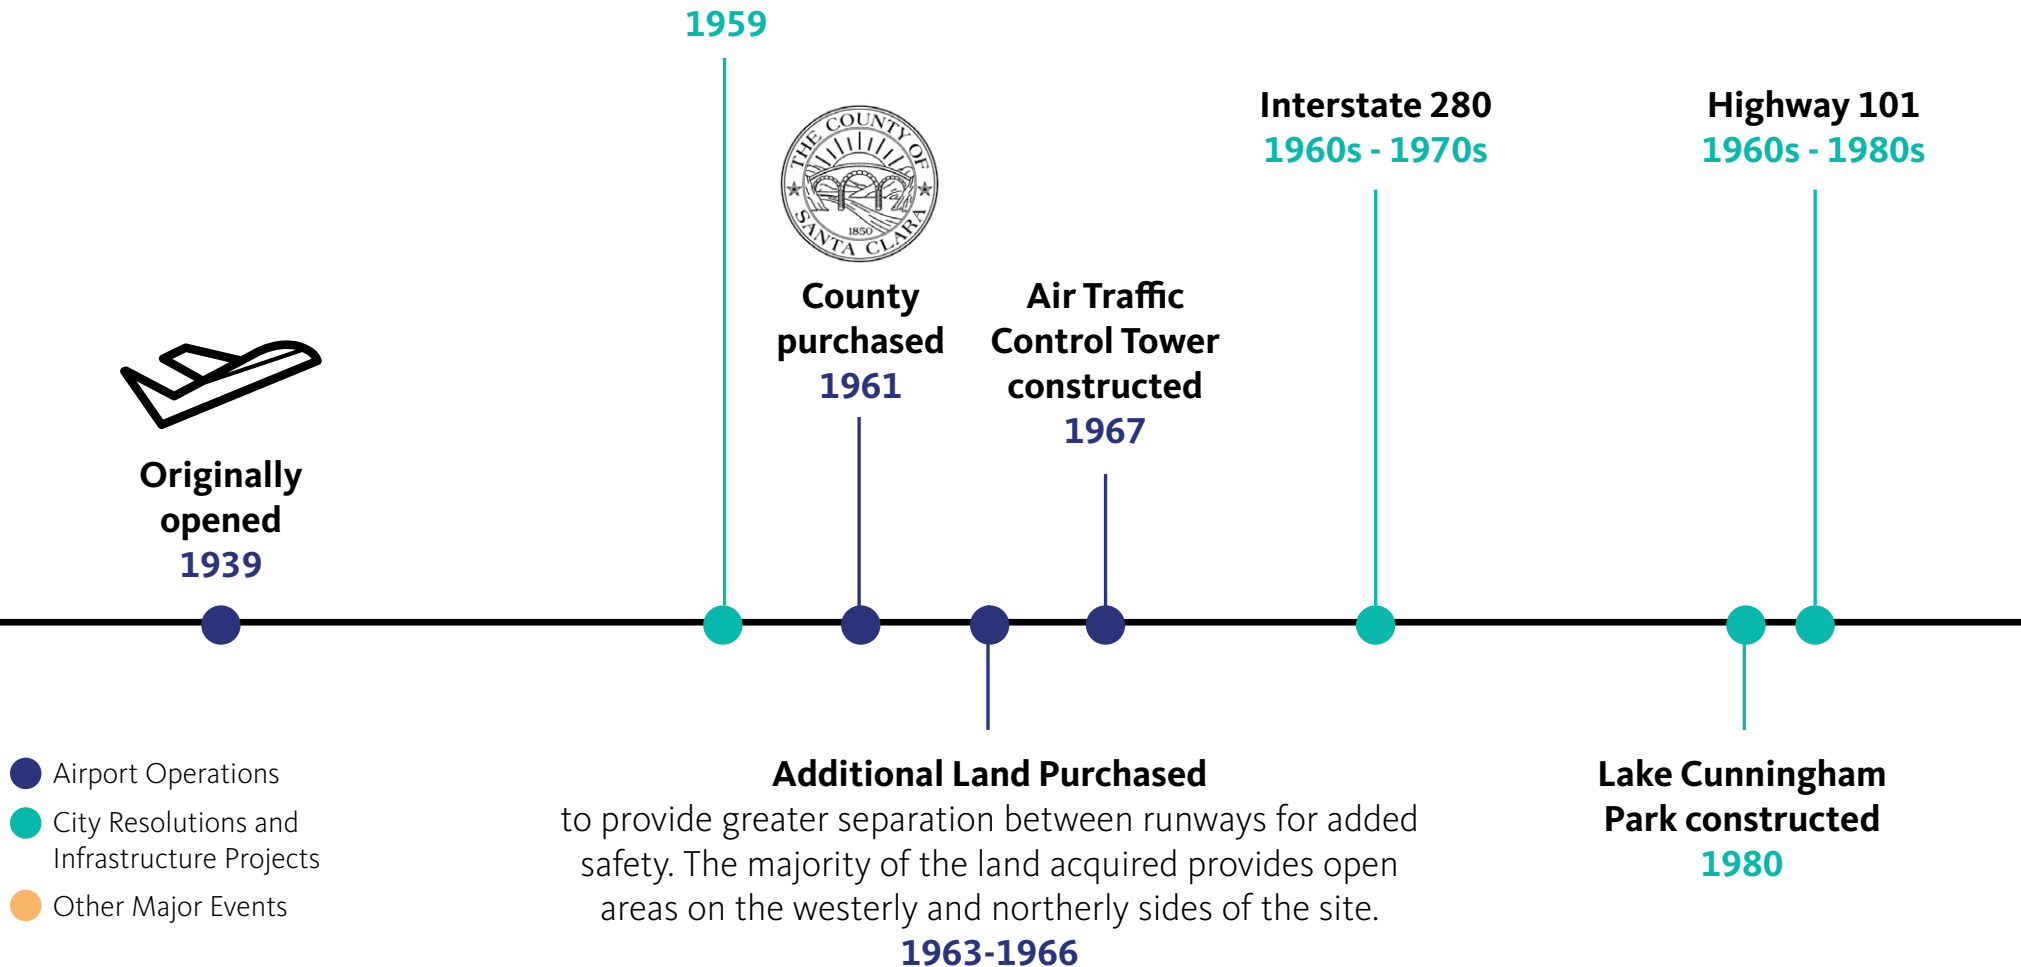 1959
THE COUNTY OF
SANTA CLARA
1850
Interstate 280
1960s - 1970s
Highway 101
1960s - 1980s
County
purchased
1961
Air Traffic
Control Tower
constructed
1967
Originally
opened
1939
Airport Operations
City Resolutions and
Infrastructure Projects
Other Major Events
Additional Land Purchased
to provide greater separation between runways for added
safety. The majority of the land acquired provides open
areas on the westerly and northerly sides of the site.
1963-1966
Lake Cunningham
Park constructed
1980